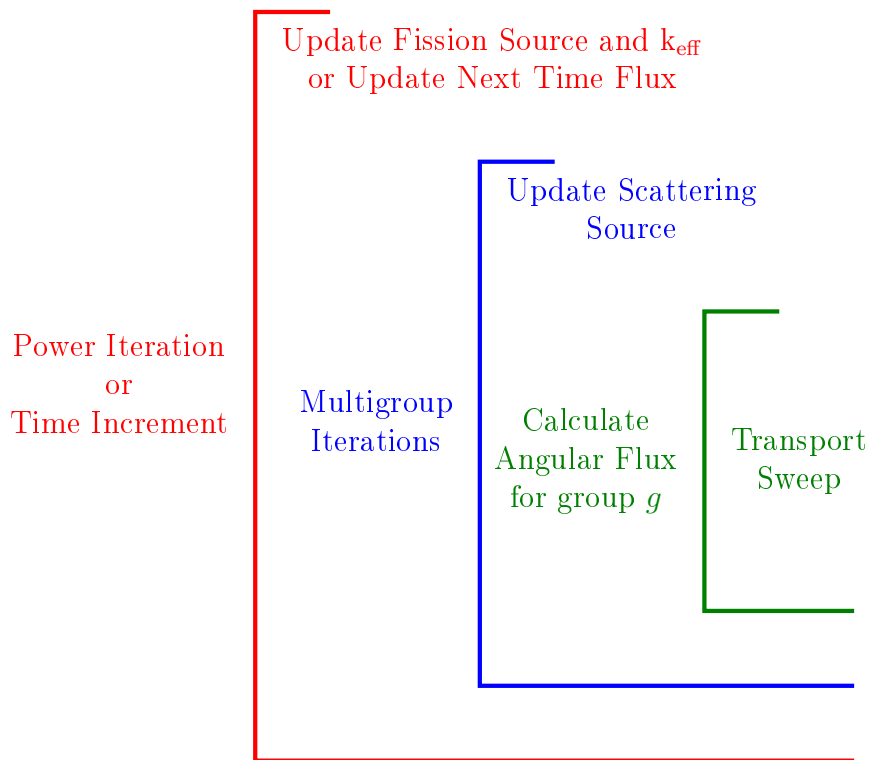 Update Fission Source and k_eff
or Update Next Time Flux
Update Scattering
Source
Power Iteration
or
Time Increment
Multigroup
Iterations
Calculate
Angular Flux
for group g
Transport
Sweep